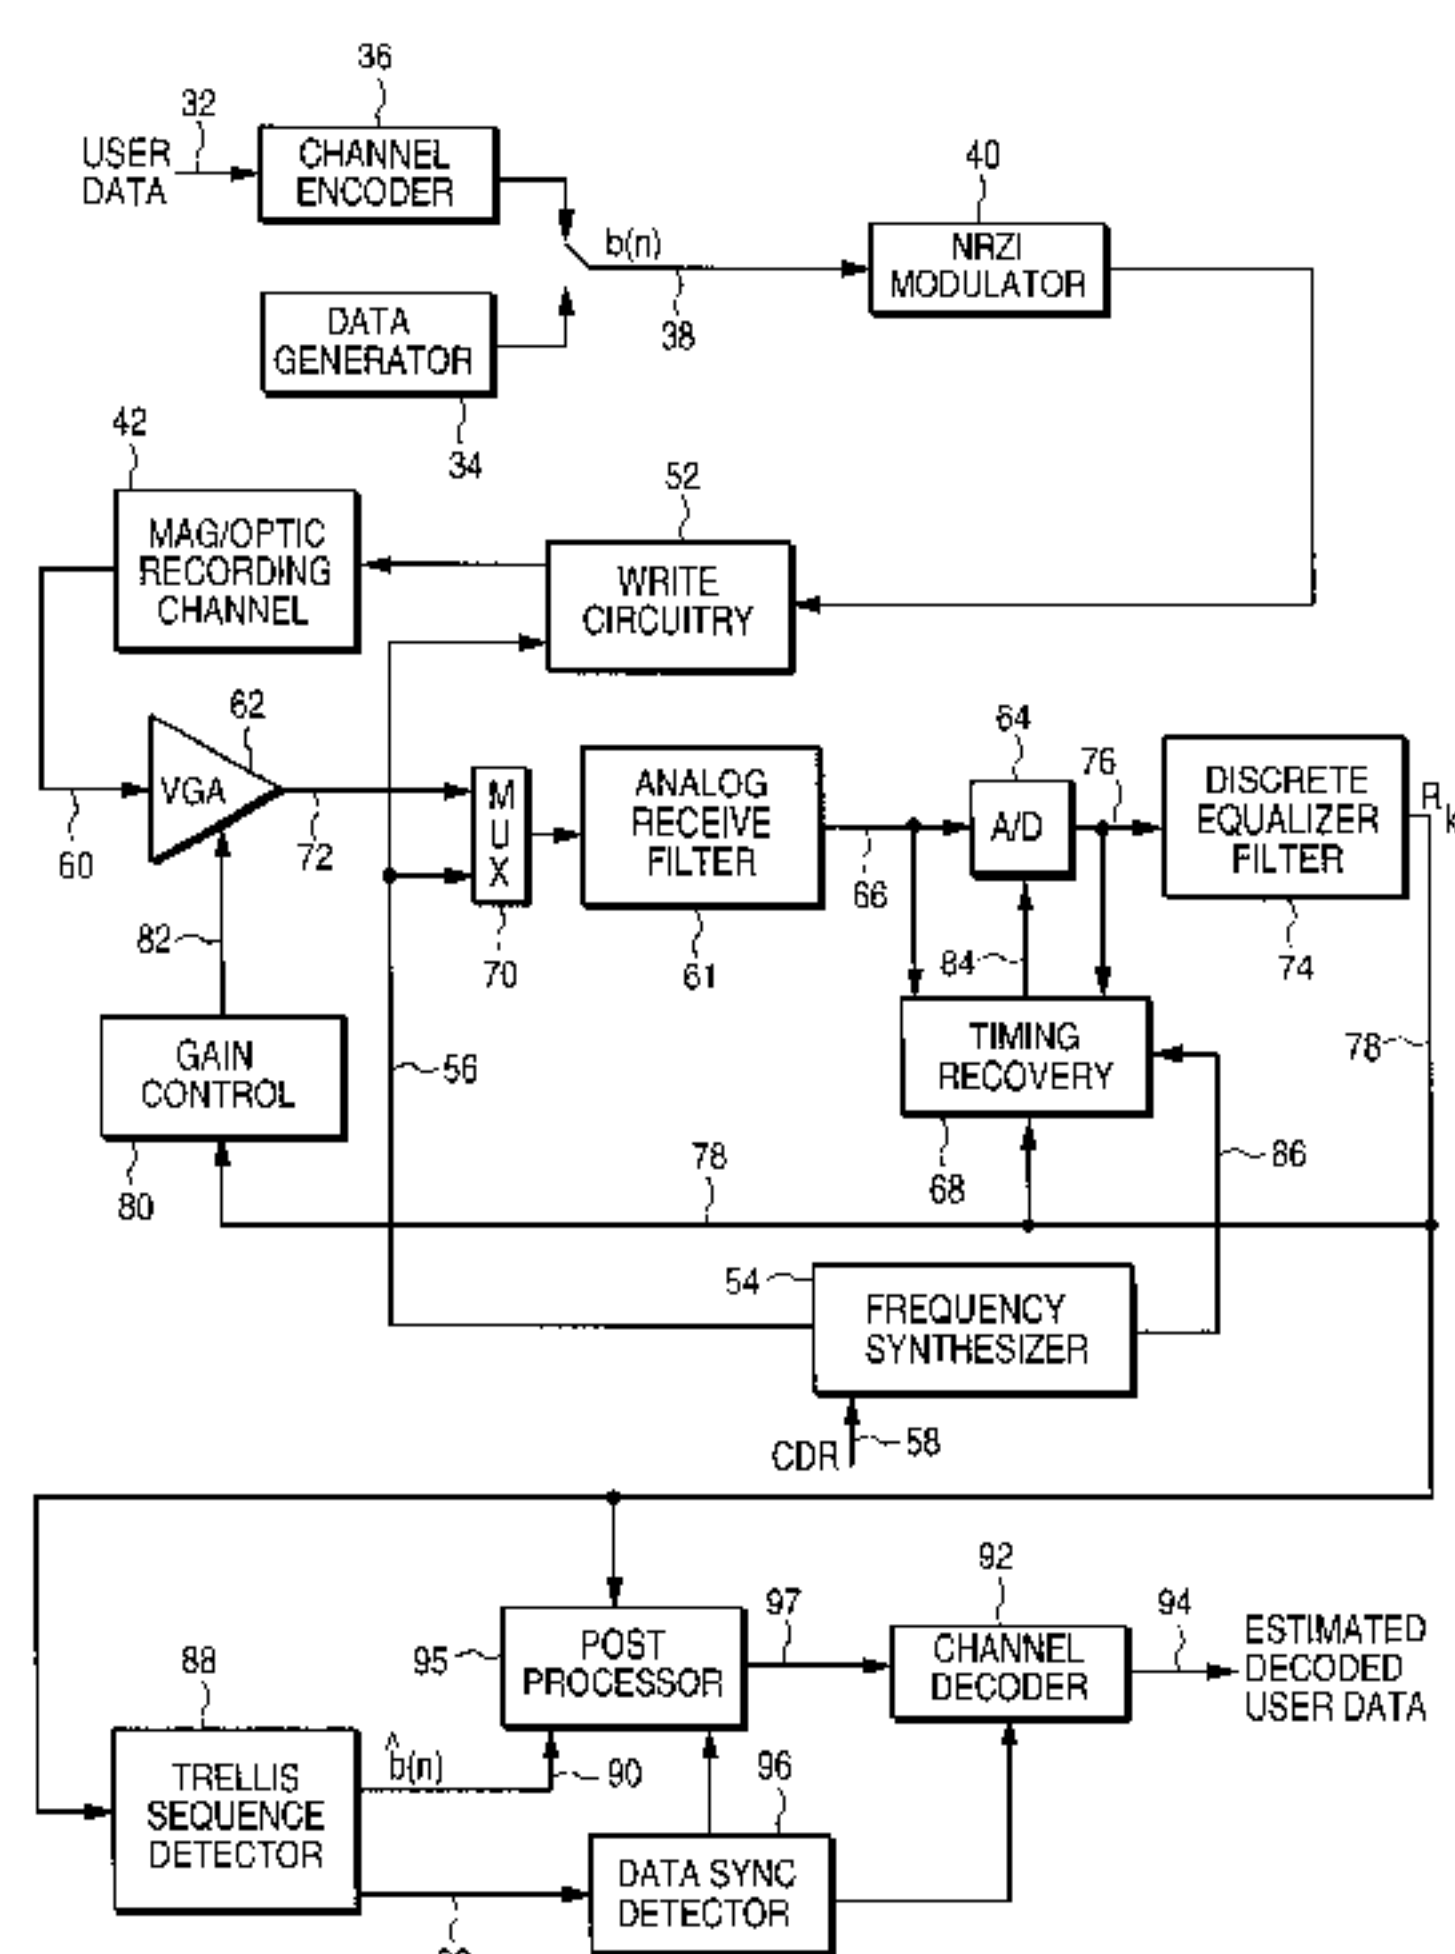 36
32
USER
DATA
CHANNEL
ENCODER
40
b(n)
NRZI
MODULATOR
38
DATA
GENERATOR
34
42
52
MAG/OPTIC
RECORDING
CHANNEL
WRITE
CIRCUITRY
62
64
76
VGA
60
72
M
U
X
70
ANALOG
RECEIVE
FILTER
61
66
A/D
DISCRETE
EQUALIZER
FILTER
R
k
74
82
84
GAIN
CONTROL
80
56
TIMING
RECOVERY
68
78
78
86
54
FREQUENCY
SYNTHESIZER
CDR
58
92
97
94
95
POST
PROCESSOR
CHANNEL
DECODER
ESTIMATED
DECODED
USER DATA
88
b̂(n)
90
96
TRELLIS
SEQUENCE
DETECTOR
DATA SYNC
DETECTOR